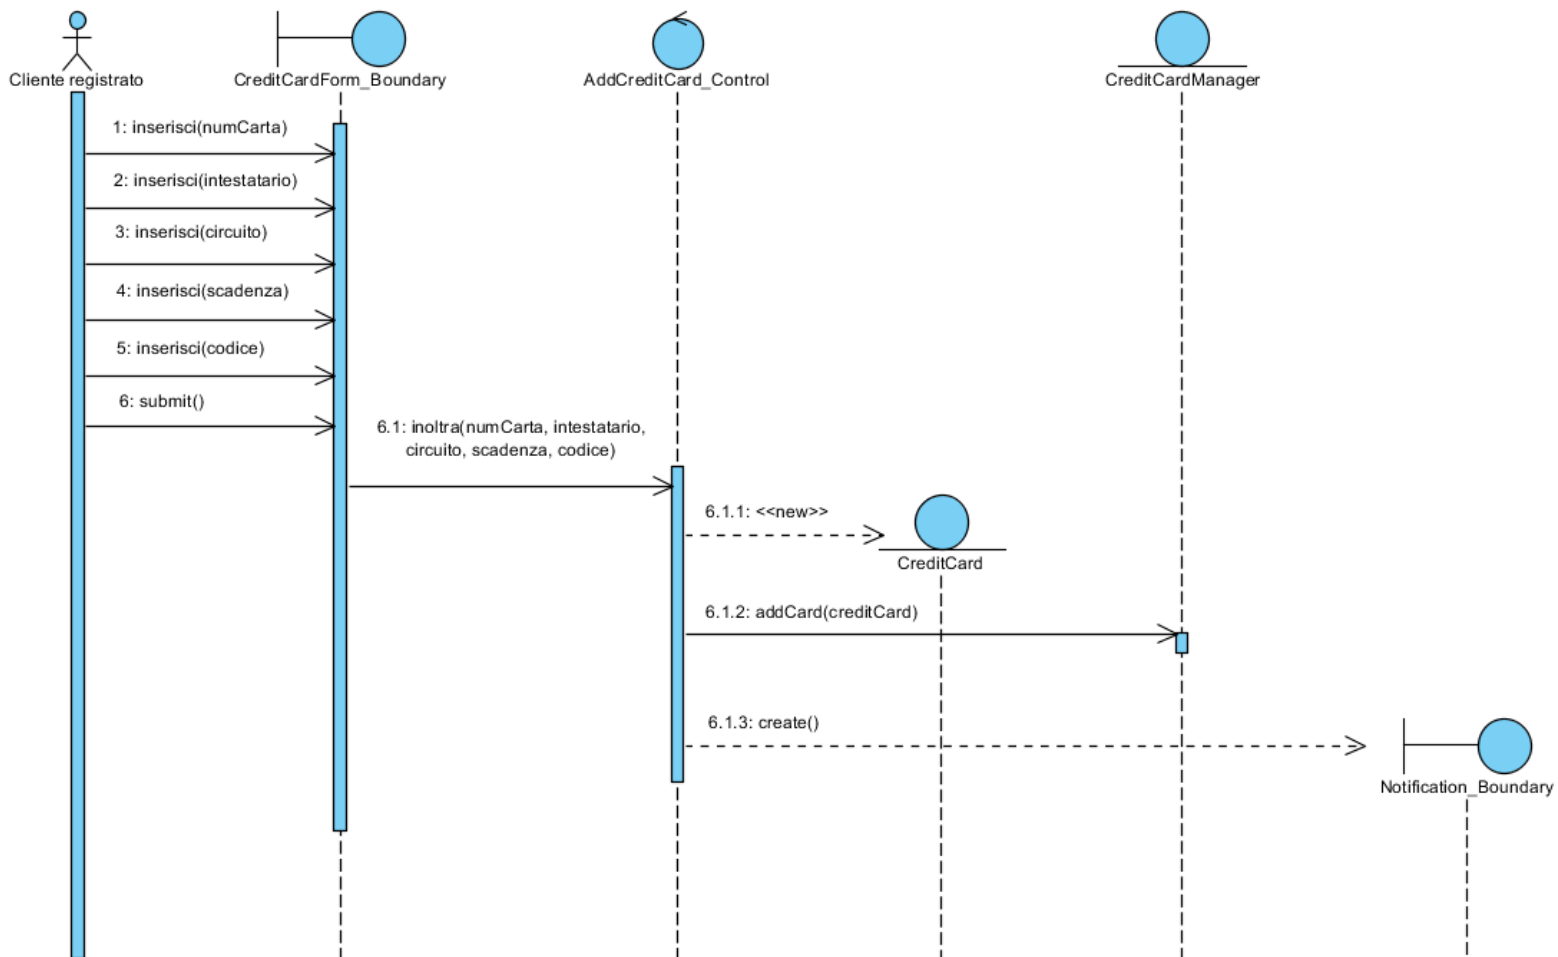 Cliente registrato
CreditCardForm_Boundary
AddCreditCard_Control
CreditCardManager
1: inserisci(numCarta)
2: inserisci(intestatario)
3: inserisci(circuito)
4: inserisci(scadenza)
5: inserisci(codice)
6: submit()
6.1: inoltra(numCarta, intestatario,
circuito, scadenza, codice)
6.1.1: <<new>>
CreditCard
6.1.2: addCard(creditCard)
6.1.3: create()
Notification_Boundary